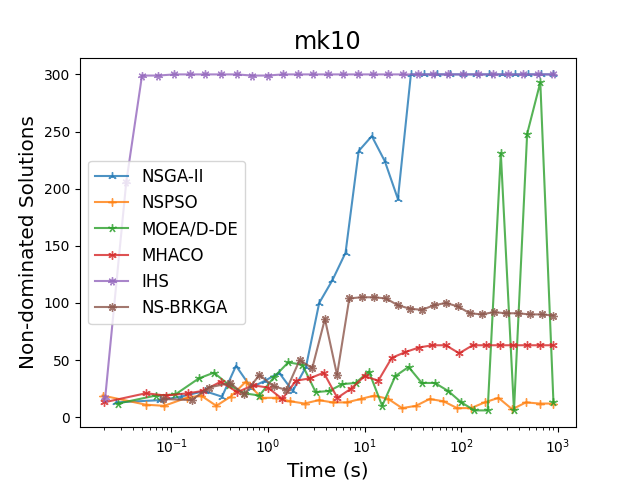 mk10
Non-dominated Solutions
300
250
200
150
100
50
0
NSGA-II
NSPSO
MOEA/D-DE
MHACO
IHS
NS-BRKGA
10⁻¹ 10⁰ 10¹ 10² 10³
Time (s)